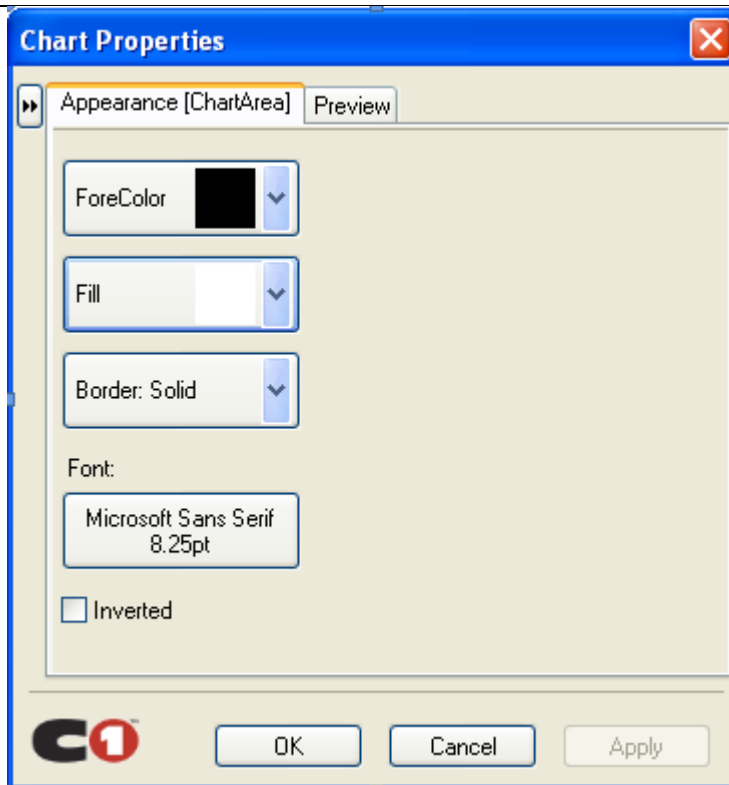 Chart Properties
Appearance [ChartArea]
Preview
ForeColor
Fill
Border: Solid
Font:
Microsoft Sans Serif
8.25pt
Inverted
C1
OK
Cancel
Apply